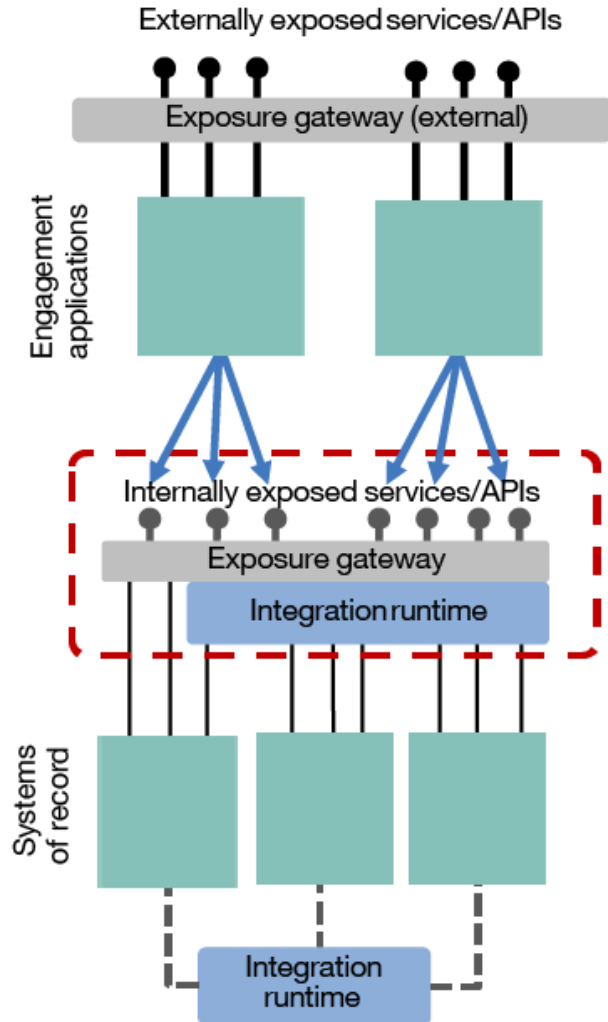 Externally exposed services/APIs
Exposure gateway (external)
Engagement
applications
Internally exposed services/APIs
Exposure gateway
Integration runtime
Systems
of record
Integration
runtime